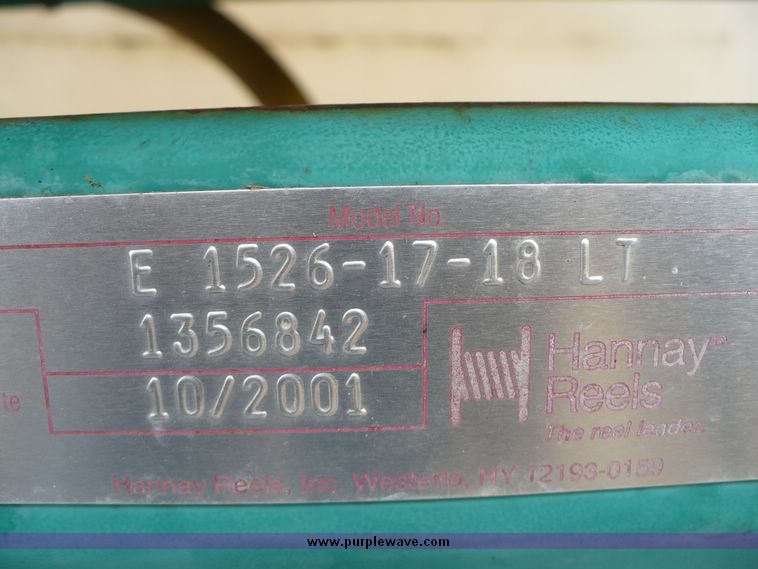 Model No
E 1526-17-18 LT
1356842
te
10/2001
Hannay®
Reels
The reel leader.
Hannay Reels, Inc. Westerlo, NY 12193-0159
www.purplewave.com